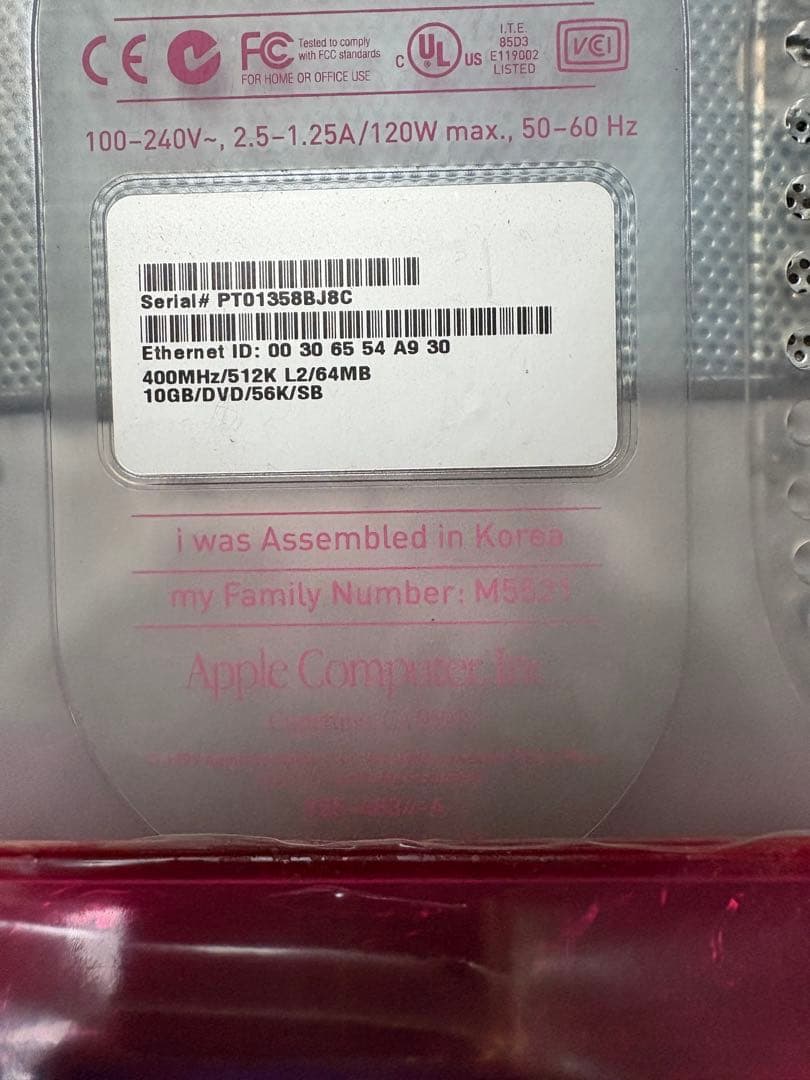 CE FC Tested to comply
with FCC standards
FOR HOME OR OFFICE USE
C UL ® US
I.T.E.
85D3
E119002
LISTED
VCI
100–240V~, 2.5–1.25A/120W max., 50–60 Hz
Serial# PT01358BJ8C
Ethernet ID: 00 30 65 54 A9 30
400MHz/512K L2/64MB
10GB/DVD/56K/SB
i was Assembled in Korea
my Family Number: M5521
Apple Computer, Inc.